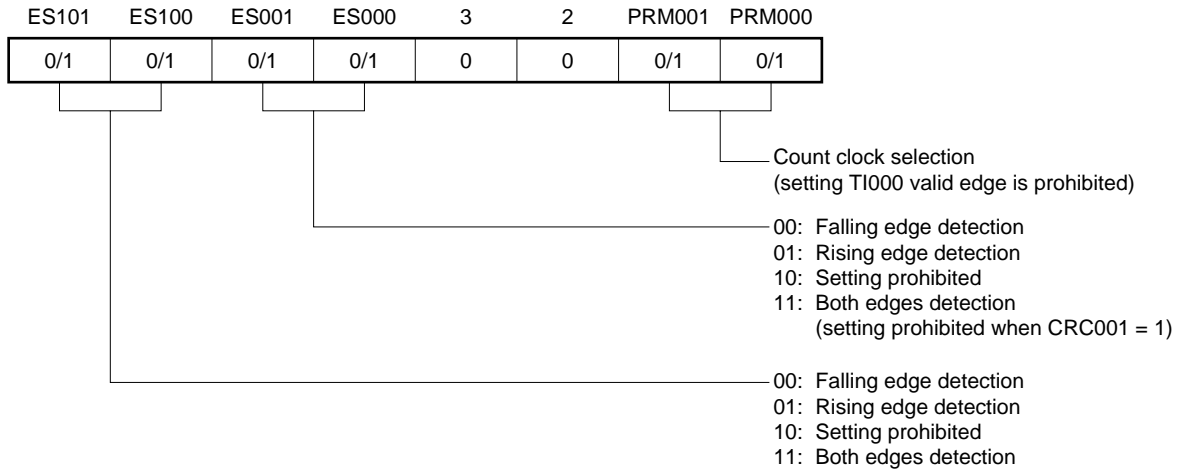 ES101 ES100 ES001 ES000 3 2 PRM001 PRM000
0/1 0/1 0/1 0/1 0 0 0/1 0/1
Count clock selection
(setting TI000 valid edge is prohibited)
00: Falling edge detection
01: Rising edge detection
10: Setting prohibited
11: Both edges detection
(setting prohibited when CRC001 = 1)
00: Falling edge detection
01: Rising edge detection
10: Setting prohibited
11: Both edges detection